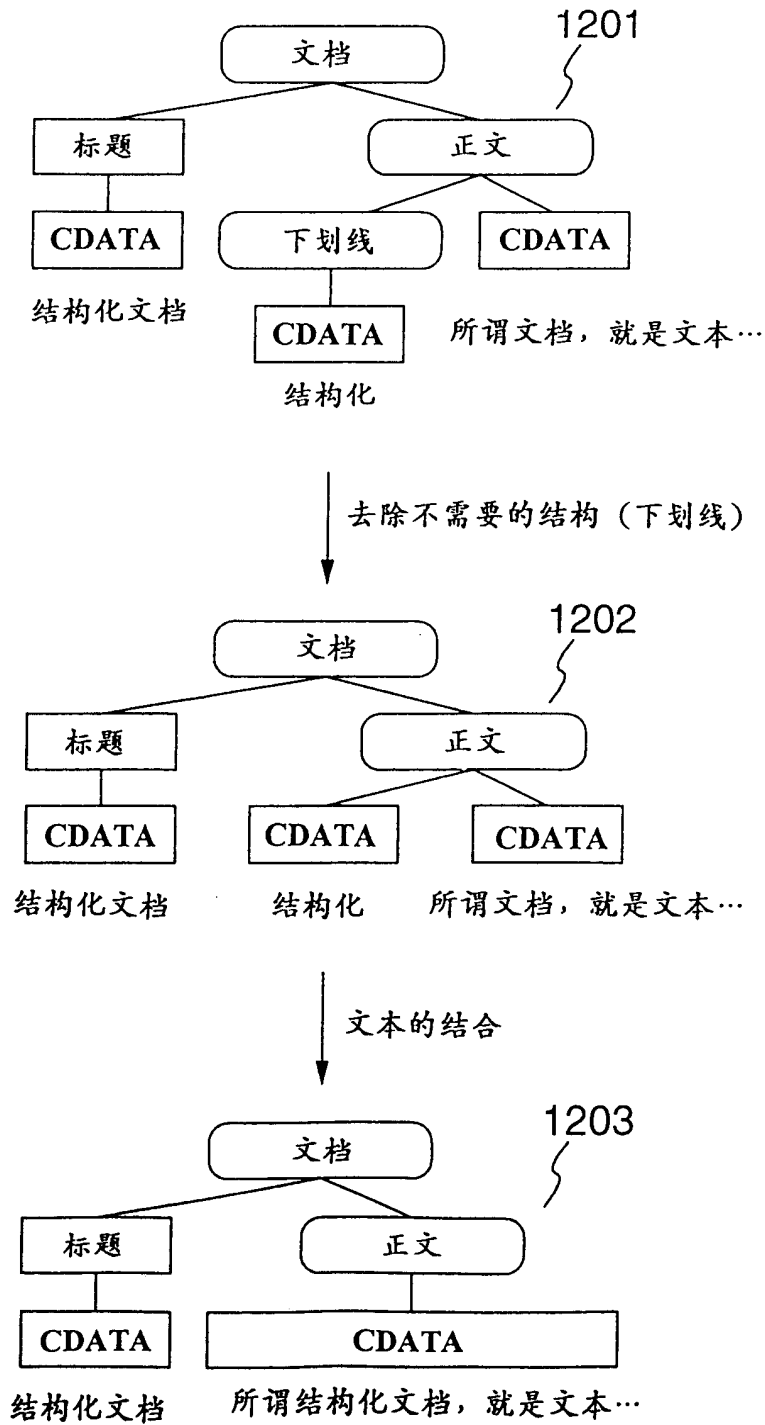 1201
文档
标题 正文
CDATA 下划线 CDATA
结构化文档 CDATA 所谓文档，就是文本…
结构化
去除不需要的结构（下划线）
1202
文档
标题 正文
CDATA CDATA CDATA
结构化文档 结构化 所谓文档，就是文本…
文本的结合
1203
文档
标题 正文
CDATA CDATA
结构化文档 所谓结构化文档，就是文本…